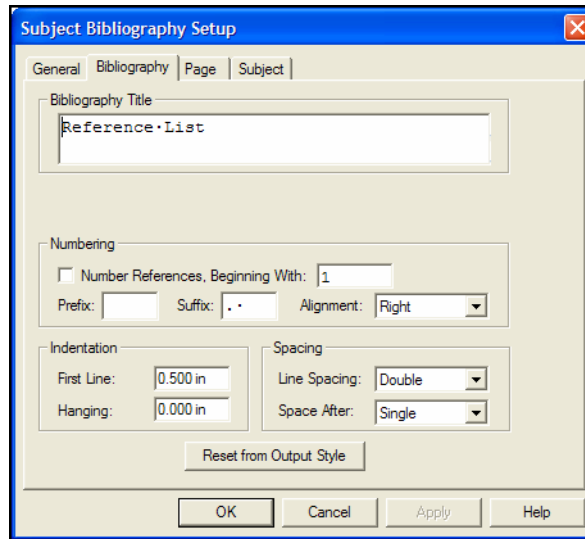 Subject Bibliography Setup
General Bibliography Page Subject
Bibliography Title
Reference·List
Numbering
Number References, Beginning With: 1
Prefix: Suffix: .· Alignment: Right
Indentation Spacing
First Line: 0.500 in Line Spacing: Double
Hanging: 0.000 in Space After: Single
Reset from Output Style
OK Cancel Apply Help